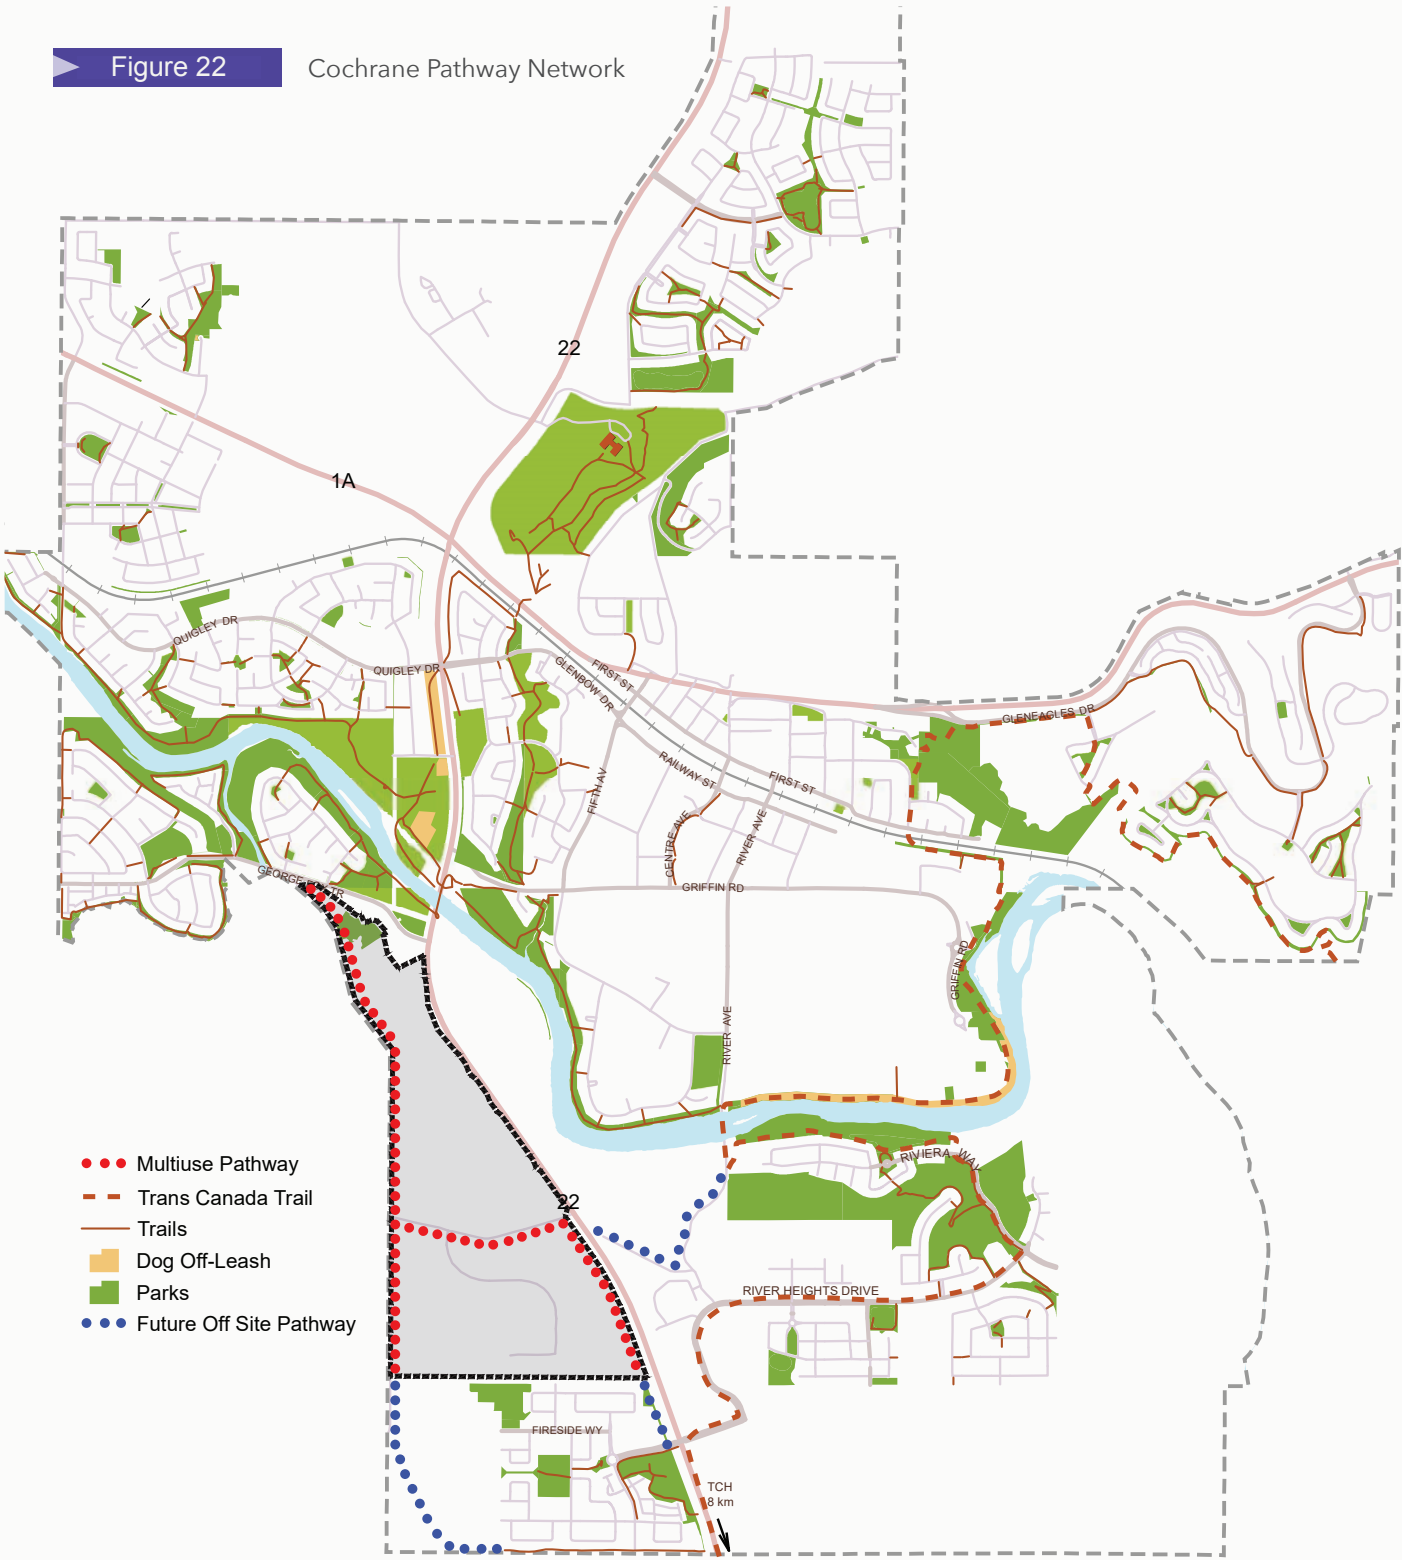 Figure 22
Cochrane Pathway Network
22
1A
QUIGLEY DR
QUIGLEY DR
FIRST ST
GLENBOW DR
GLENEAGLES DR
RAILWAY ST
FIRST ST
FIFTH AV
CENTRE AVE
RIVER AVE
GRIFFIN RD
GRIFFIN RD
RIVER AVE
22
RIVIERA WAY
RIVER HEIGHTS DRIVE
FIRESIDE WY
TCH
8 km
Multiuse Pathway
Trans Canada Trail
Trails
Dog Off-Leash
Parks
Future Off Site Pathway